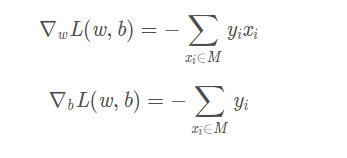 ∇_w L(w, b) = − ∑_{x_i∈M} y_i x_i
∇_b L(w, b) = − ∑_{x_i∈M} y_i